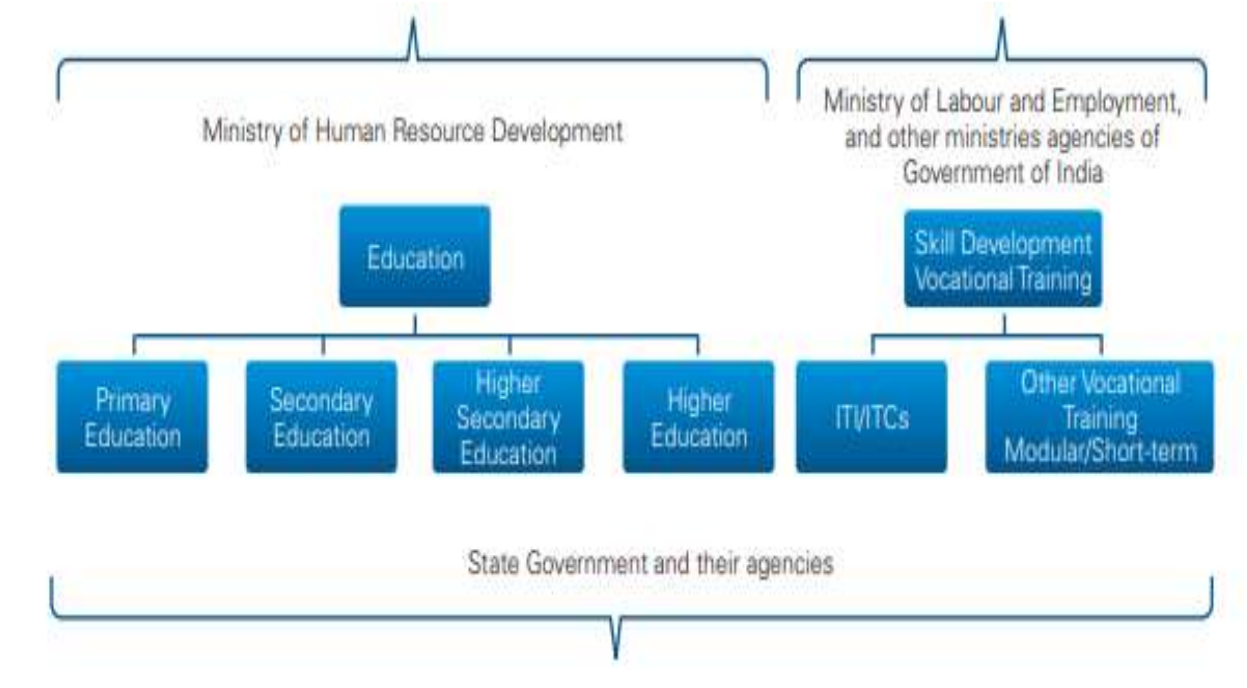 Ministry of Human Resource Development
Ministry of Labour and Employment,
and other ministries agencies of
Government of India
Education
Skill Development
Vocational Training
Primary
Education
Secondary
Education
Higher
Secondary
Education
Higher
Education
ITI/ITCs
Other Vocational
Training
Modular/Short-term
State Government and their agencies